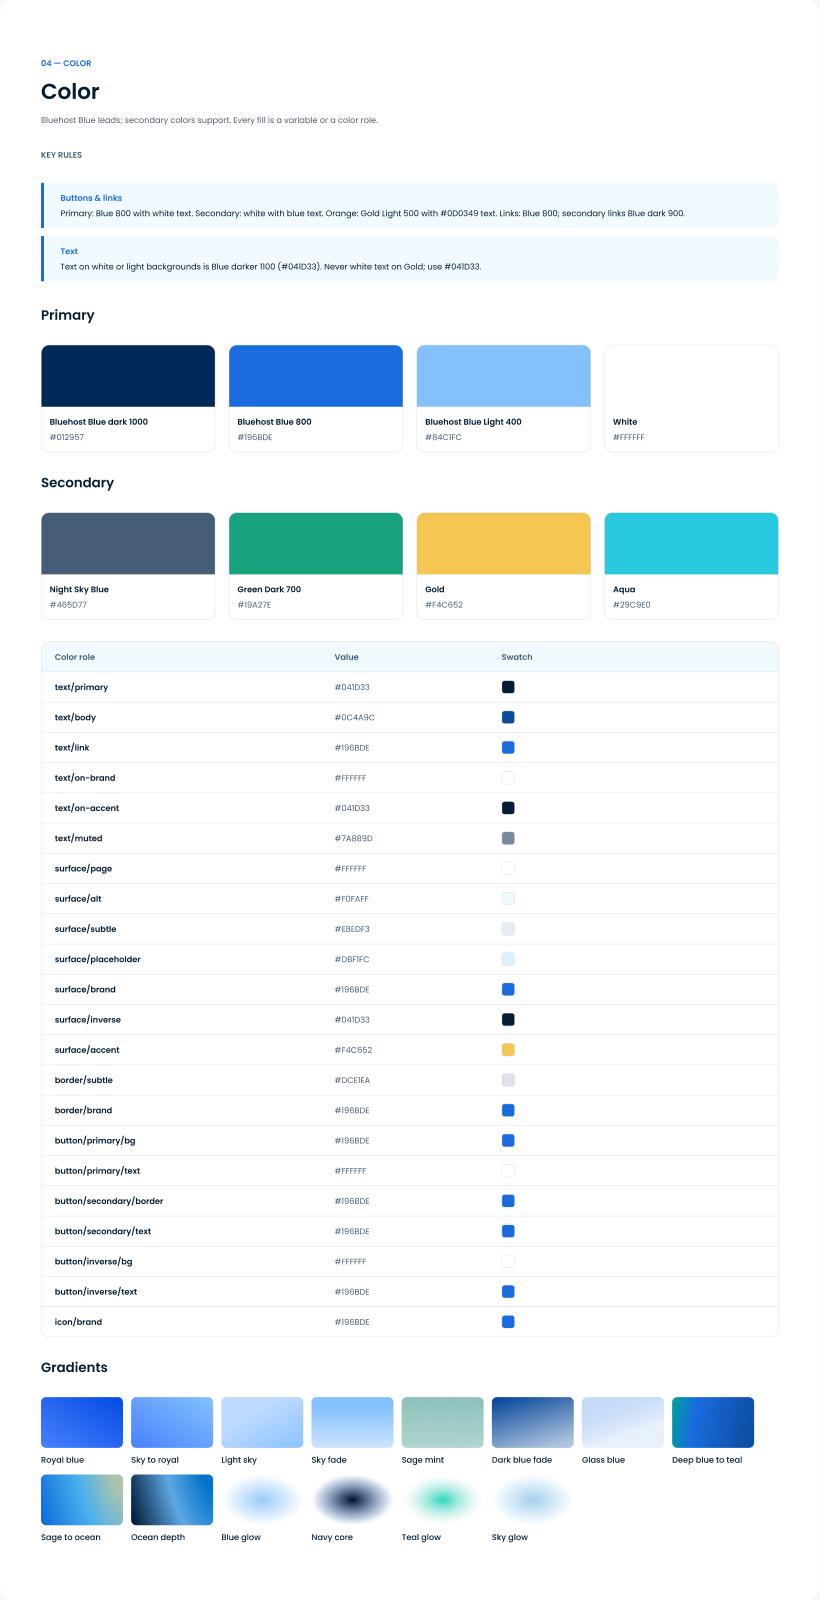 04 — COLOR
Color
Bluehost Blue leads; secondary colors support. Every fill is a variable or a color role.
KEY RULES
Buttons & links
Primary: Blue 800 with white text. Secondary: white with blue text. Orange: Gold Light 500 with #0D0349 text. Links: Blue 800; secondary links Blue dark 900.
Text
Text on white or light backgrounds is Blue darker 1100 (#041D33). Never white text on Gold; use #041D33.
Primary
Bluehost Blue dark 1000
#012957
Bluehost Blue 800
#196BDE
Bluehost Blue Light 400
#84C1FC
White
#FFFFFF
Secondary
Night Sky Blue
#465D77
Green Dark 700
#19A27E
Gold
#F4C652
Aqua
#29C9E0
Color role Value Swatch
text/primary #041D33
text/body #0C4A9C
text/link #196BDE
text/on-brand #FFFFFF
text/on-accent #041D33
text/muted #7A889D
surface/page #FFFFFF
surface/alt #F0FAFF
surface/subtle #E8EDF3
surface/placeholder #DBF1FC
surface/brand #196BDE
surface/inverse #041D33
surface/accent #F4C652
border/subtle #DCE1EA
border/brand #196BDE
button/primary/bg #196BDE
button/primary/text #FFFFFF
button/secondary/border #196BDE
button/secondary/text #196BDE
button/inverse/bg #FFFFFF
button/inverse/text #196BDE
icon/brand #196BDE
Gradients
Royal blue
Sky to royal
Light sky
Sky fade
Sage mint
Dark blue fade
Glass blue
Deep blue to teal
Sage to ocean
Ocean depth
Blue glow
Navy core
Teal glow
Sky glow